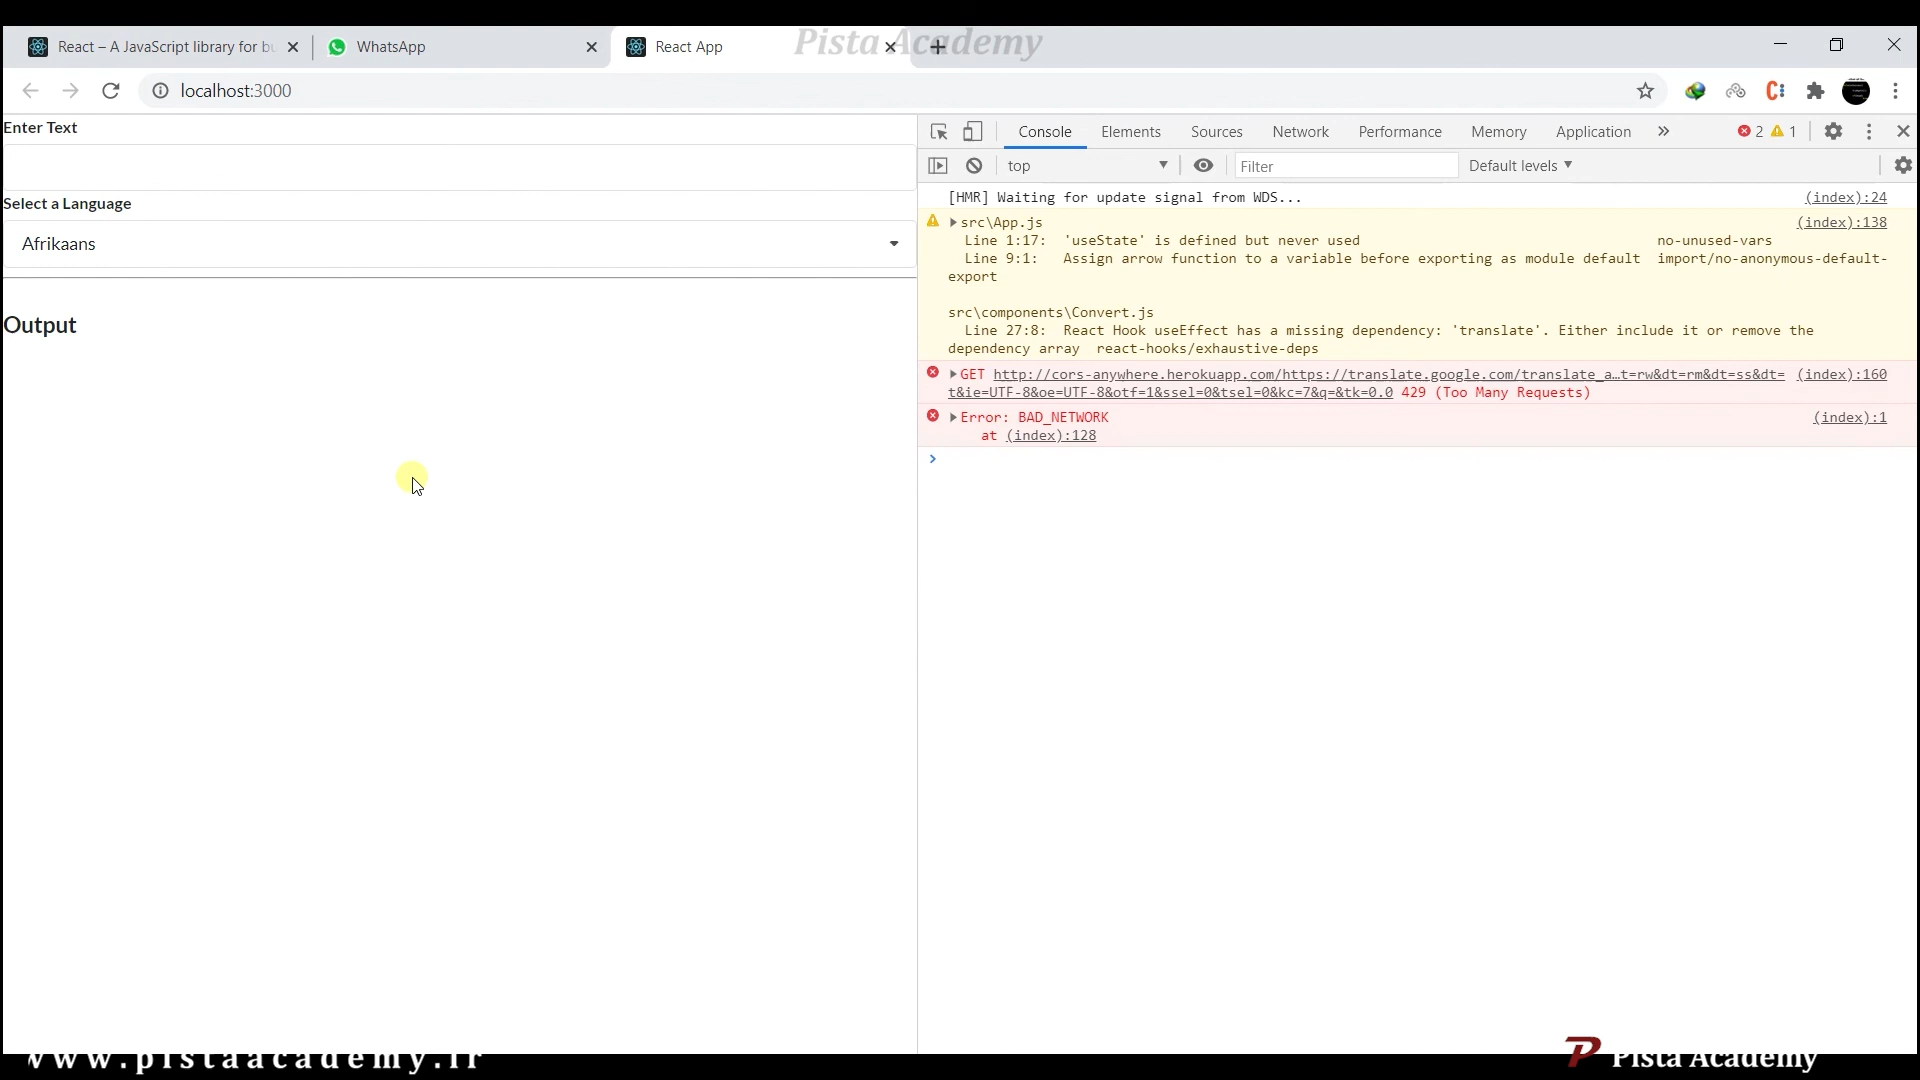 React – A JavaScript library for bu
WhatsApp
React App
Pista Academy
localhost:3000
Enter Text
Select a Language
Afrikaans
Output
Console Elements Sources Network Performance Memory Application » 2 1
top Filter Default levels
[HMR] Waiting for update signal from WDS... (index):24
src\App.js (index):138
Line 1:17: 'useState' is defined but never used no-unused-vars
Line 9:1: Assign arrow function to a variable before exporting as module default import/no-anonymous-default-
export
src\components\Convert.js
Line 27:8: React Hook useEffect has a missing dependency: 'translate'. Either include it or remove the
dependency array react-hooks/exhaustive-deps
GET http://cors-anywhere.herokuapp.com/https://translate.google.com/translate_a…t=rw&dt=rm&dt=ss&dt= (index):160
t&ie=UTF-8&oe=UTF-8&otf=1&ssel=0&tsel=0&kc=7&q=&tk=0.0 429 (Too Many Requests)
Error: BAD_NETWORK (index):1
at (index):128
www.pistaacademy.ir
Pista Academy